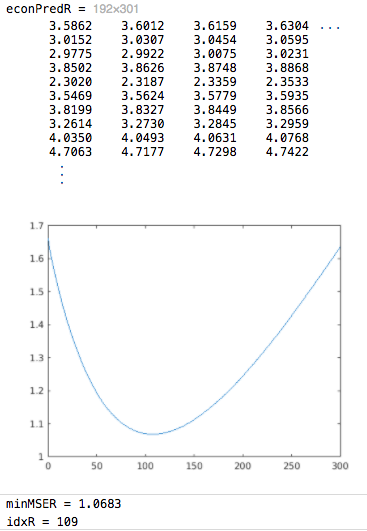 econPredR = 192×301
3.5862 3.6012 3.6159 3.6304 ...
3.0152 3.0307 3.0454 3.0595
2.9775 2.9922 3.0075 3.0231
3.8502 3.8626 3.8748 3.8868
2.3020 2.3187 2.3359 2.3533
3.5469 3.5624 3.5779 3.5935
3.8199 3.8327 3.8449 3.8566
3.2614 3.2730 3.2845 3.2959
4.0350 4.0493 4.0631 4.0768
4.7063 4.7177 4.7298 4.7422
⋮
1.7
1.6
1.5
1.4
1.3
1.2
1.1
1
0 50 100 150 200 250 300
minMSER = 1.0683
idxR = 109